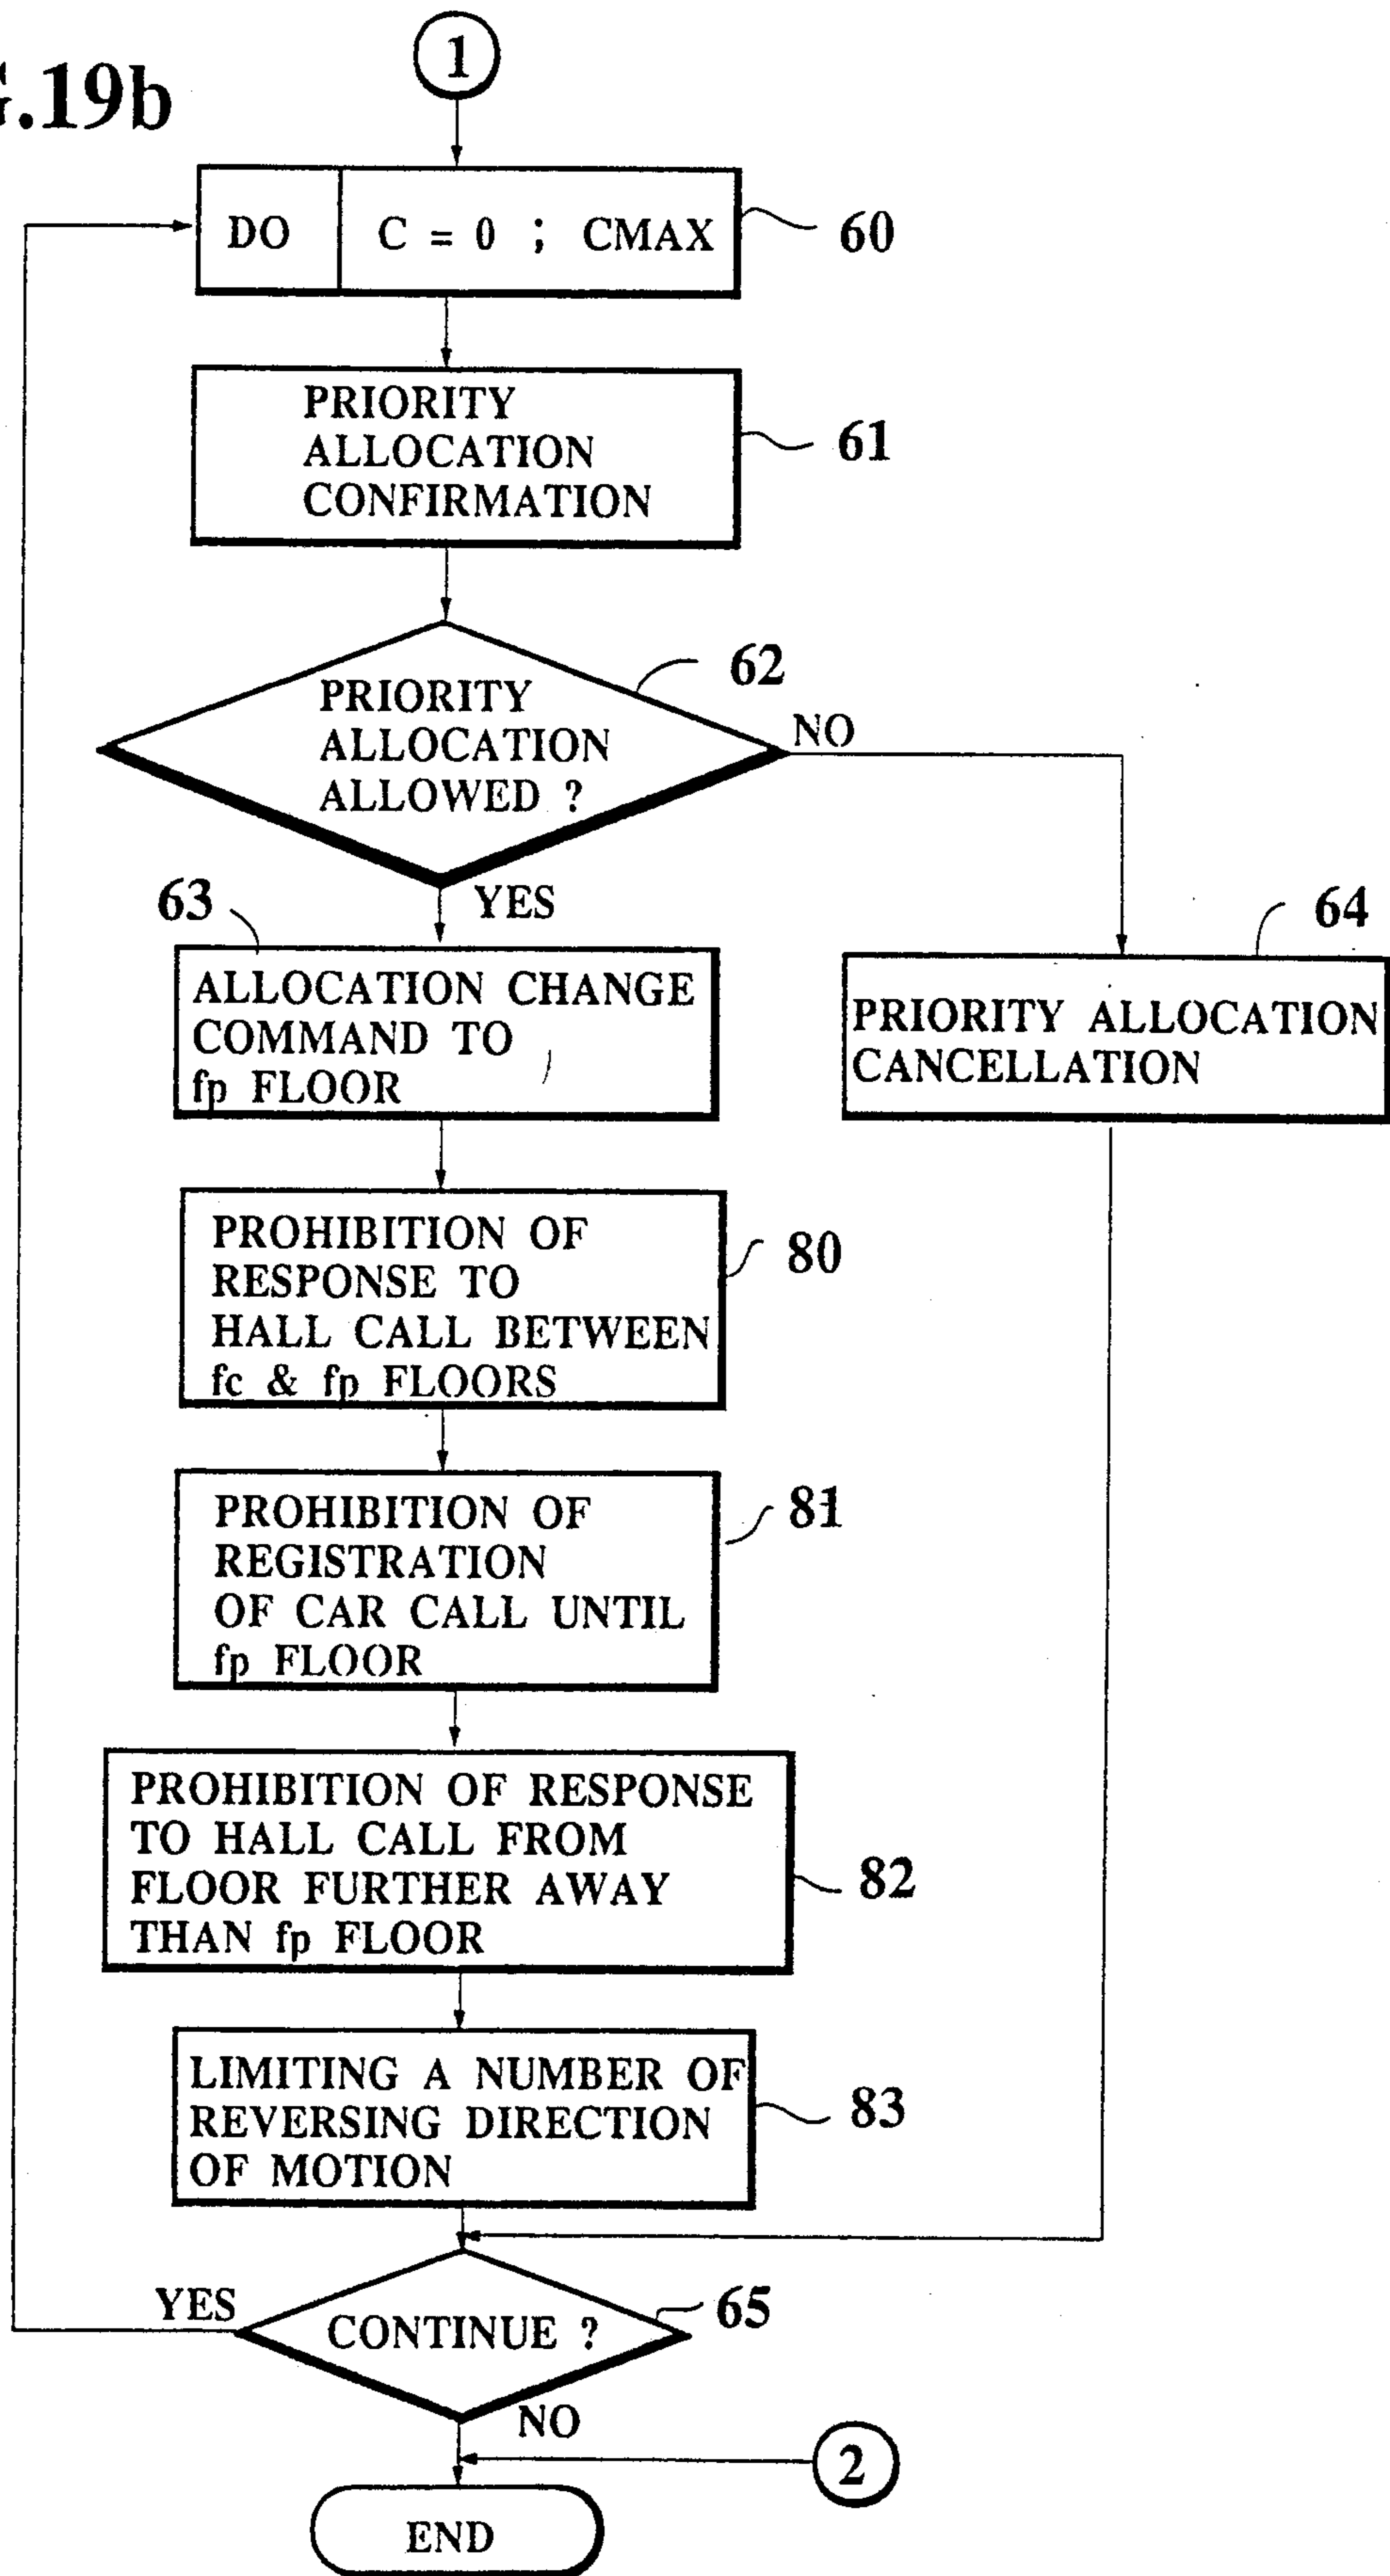 G.19b
1
DO C = 0 ; CMAX
60
PRIORITY
ALLOCATION
CONFIRMATION
61
62
PRIORITY
ALLOCATION
ALLOWED ?
NO
YES
63
ALLOCATION CHANGE
COMMAND TO
fp FLOOR
64
PRIORITY ALLOCATION
CANCELLATION
PROHIBITION OF
RESPONSE TO
HALL CALL BETWEEN
fc & fp FLOORS
80
PROHIBITION OF
REGISTRATION
OF CAR CALL UNTIL
fp FLOOR
81
PROHIBITION OF RESPONSE
TO HALL CALL FROM
FLOOR FURTHER AWAY
THAN fp FLOOR
82
LIMITING A NUMBER OF
REVERSING DIRECTION
OF MOTION
83
YES
CONTINUE ?
65
NO
2
END